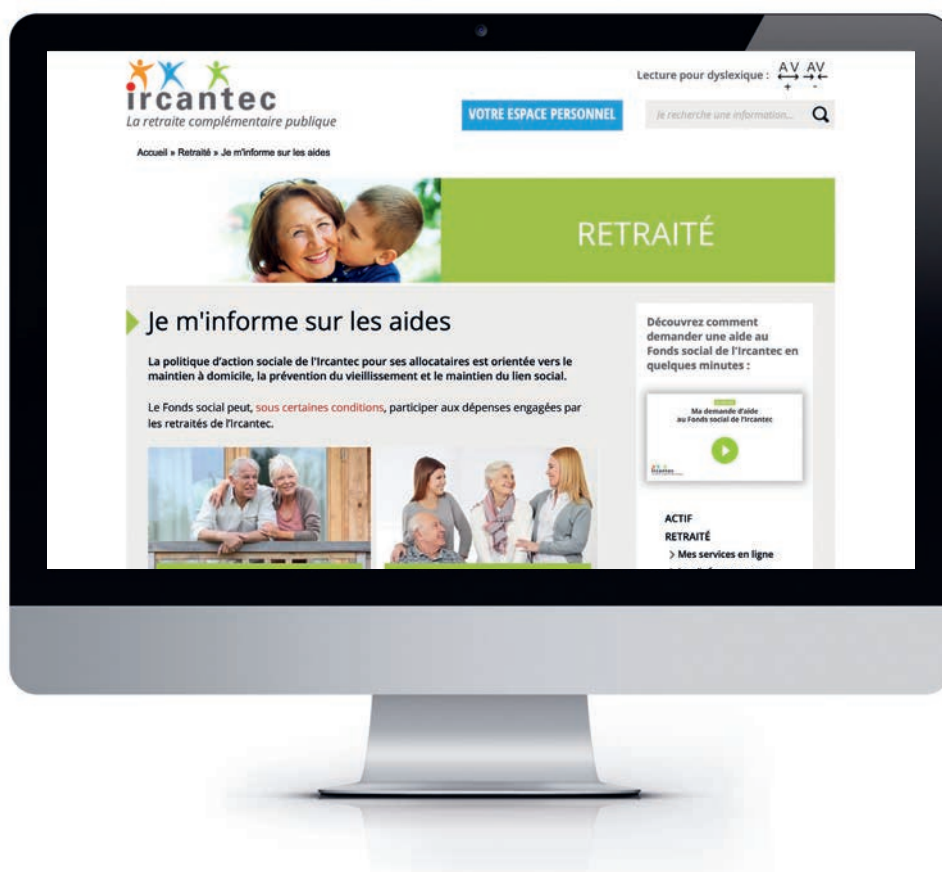 ircantec
La retraite complémentaire publique
Lecture pour dyslexique : AV AV
+ -
VOTRE ESPACE PERSONNEL
Je recherche une information...
Accueil » Retraité » Je m'informe sur les aides
RETRAITÉ
Je m'informe sur les aides
La politique d'action sociale de l'Ircantec pour ses allocataires est orientée vers le
maintien à domicile, la prévention du vieillissement et le maintien du lien social.
Le Fonds social peut, sous certaines conditions, participer aux dépenses engagées par
les retraités de l'Ircantec.
Découvrez comment
demander une aide au
Fonds social de l'Ircantec en
quelques minutes :
Ma demande d'aide
au Fonds social de l'Ircantec
ircantec
ACTIF
RETRAITÉ
> Mes services en ligne